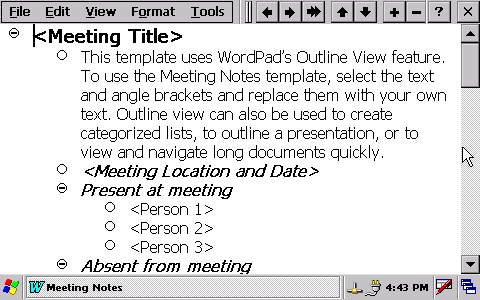 File Edit View Format Tools ?
<Meeting Title>
This template uses WordPad's Outline View feature.
To use the Meeting Notes template, select the text
and angle brackets and replace them with your own
text. Outline view can also be used to create
categorized lists, to outline a presentation, or to
view and navigate long documents quickly.
<Meeting Location and Date>
Present at meeting
<Person 1>
<Person 2>
<Person 3>
Absent from meeting
Meeting Notes 4:43 PM